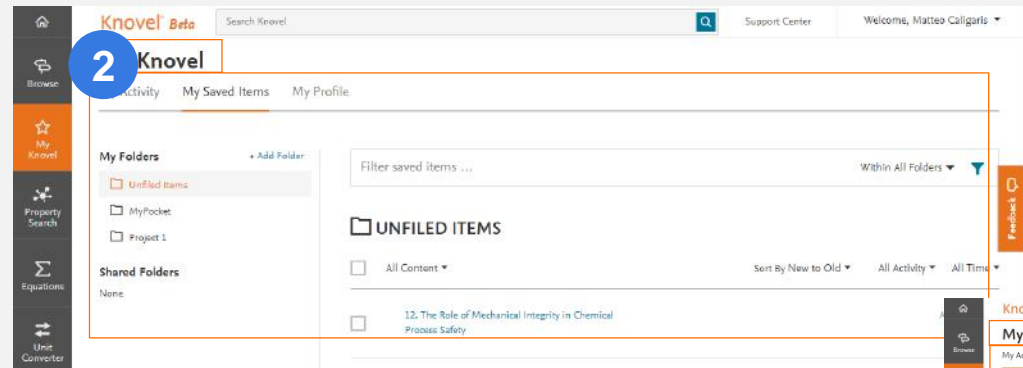 Knovel Beta
Search Knovel
Support Center
Welcome, Matteo Caligaris
Browse
2
Knovel
Activity
My Saved Items
My Profile
My Knovel
My Folders
+ Add Folder
Filter saved items ...
Within All Folders
Unfiled Items
MyPocket
Project 1
Property Search
Feedback
UNFILED ITEMS
All Content
Sort By New to Old
All Activity
All Time
Shared Folders
None
Equations
12. The Role of Mechanical Integrity in Chemical
Process Safety
Unit Converter
Browse
My